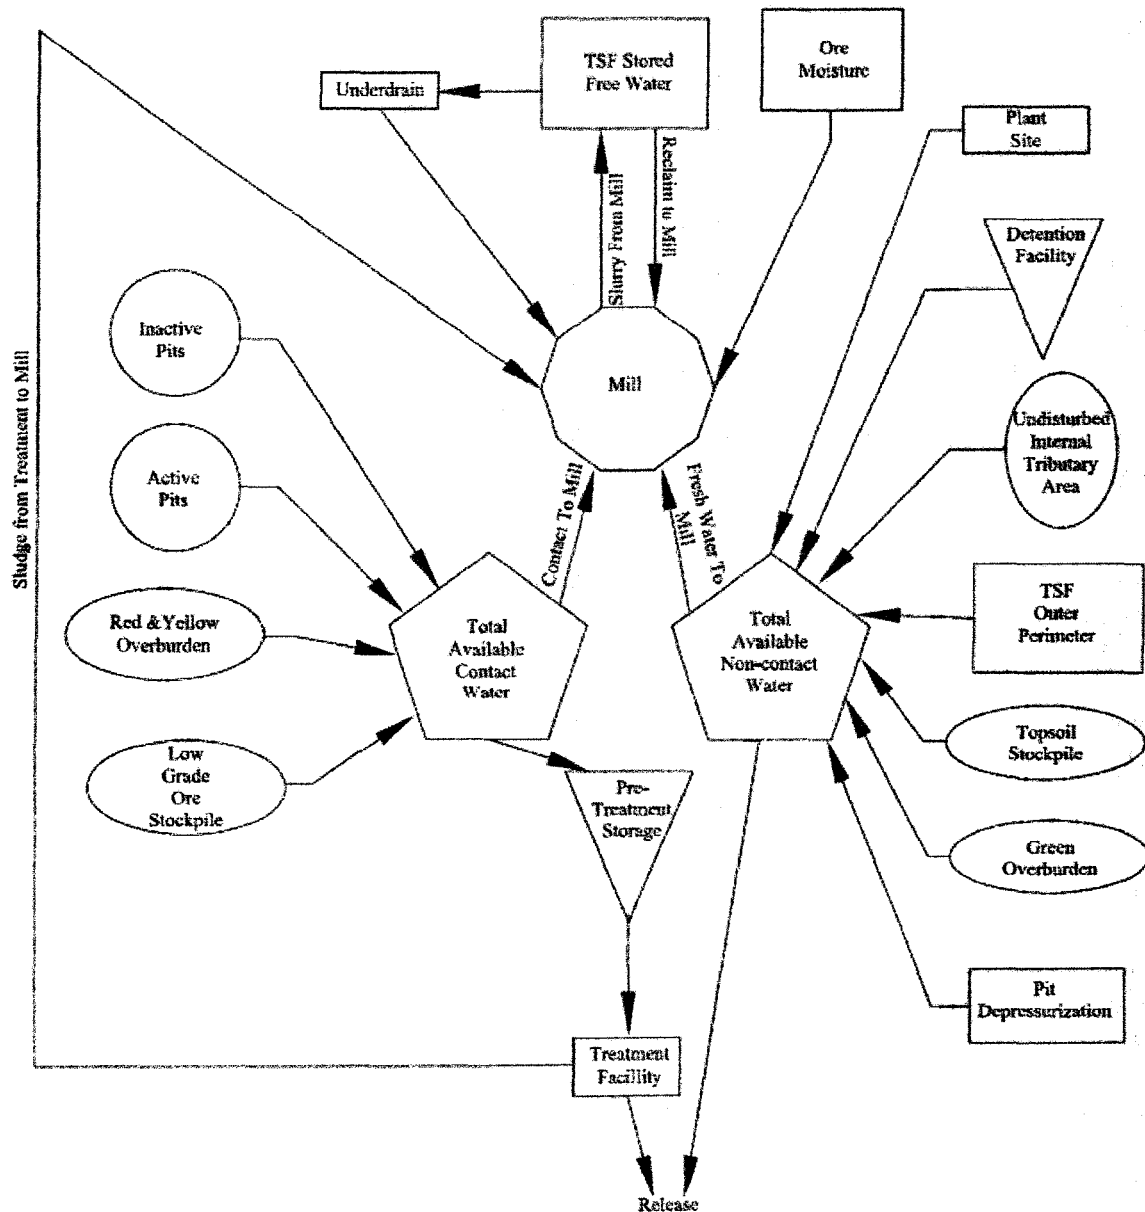 TSF Stored
Free Water
Ore
Moisture
Underdrain
Plant
Site
Slurry From Mill
Reclaim to Mill
Detention
Facility
Inactive
Pits
Mill
Undisturbed
Internal
Tributary
Area
Active
Pits
Sludge from Treatment to Mill
Contact To Mill
Fresh Water To
Mill
Red &Yellow
Overburden
Total
Available
Contact
Water
Total
Available
Non-contact
Water
TSF
Outer
Perimeter
Topsoil
Stockpile
Low
Grade
Ore
Stockpile
Pre-
Treatment
Storage
Green
Overburden
Pit
Depressurization
Treatment
Facillity
Release